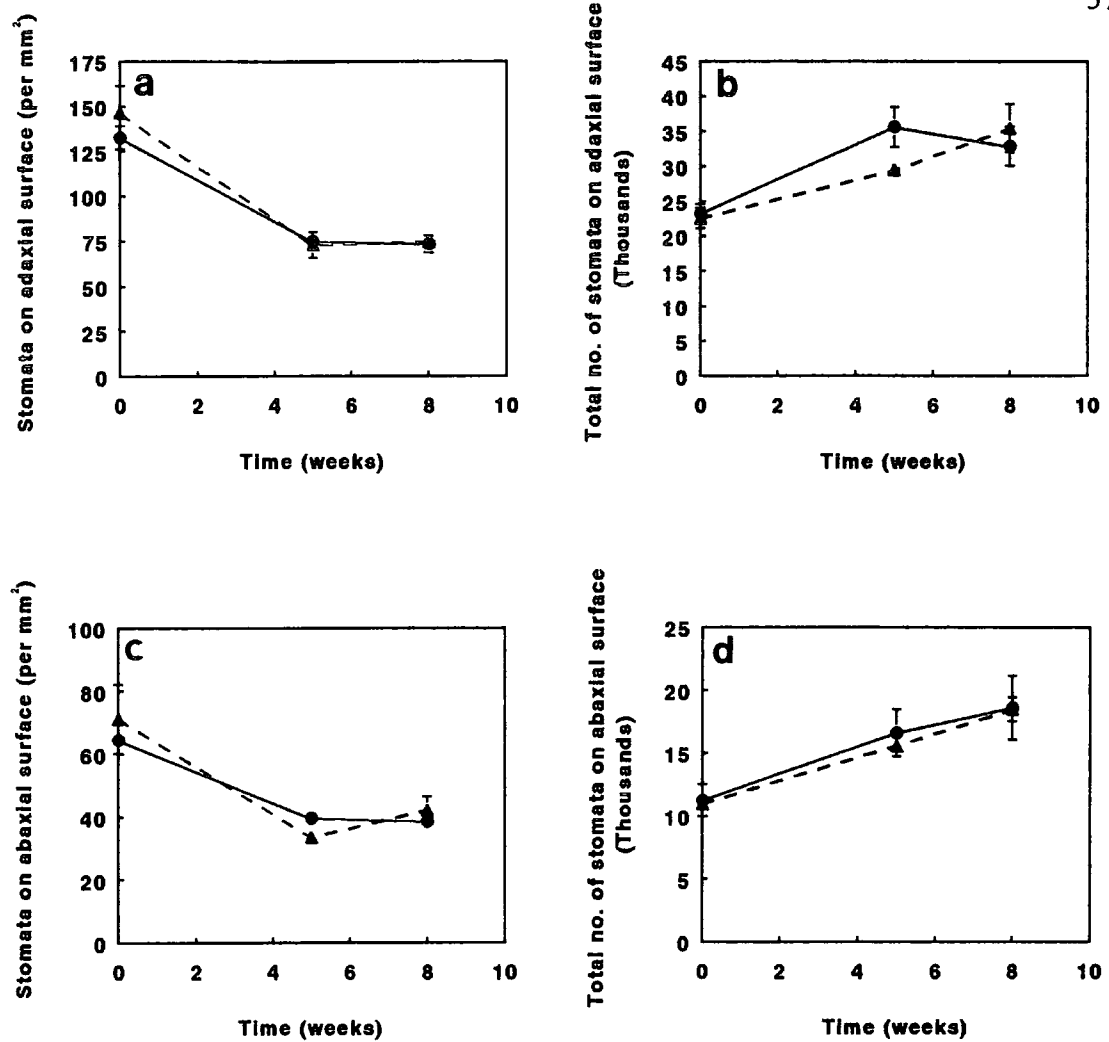 Stomata on adaxial surface (per mm²)
175
150
125
100
75
50
25
0
a
0 2 4 6 8 10
Time (weeks)
Total no. of stomata on adaxial surface
(Thousands)
45
40
35
30
25
20
15
10
5
0
b
0 2 4 6 8 10
Time (weeks)
Stomata on abaxial surface (per mm²)
100
80
60
40
20
0
c
0 2 4 6 8 10
Time (weeks)
Total no. of stomata on abaxial surface
(Thousands)
25
20
15
10
5
0
d
0 2 4 6 8 10
Time (weeks)